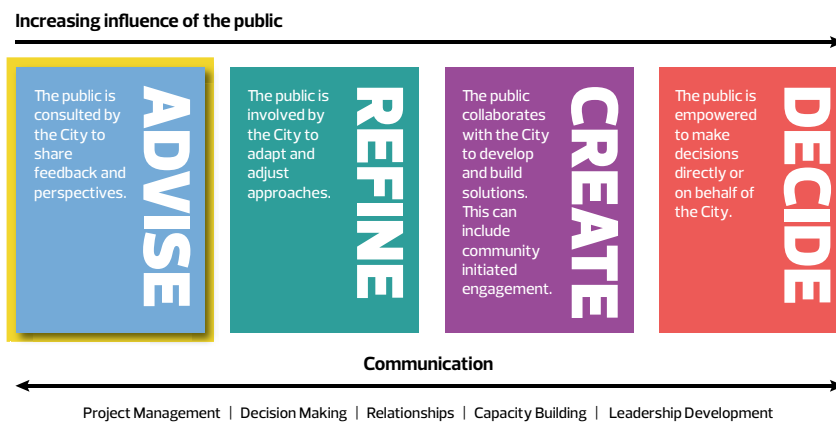 Increasing influence of the public
The public is
consulted by
the City to
share
feedback and
perspectives.
ADVISE
The public is
involved by
the City to
adapt and
adjust
approaches.
REFINE
The public
collaborates
with the City
to develop
and build
solutions.
This can
include
community
initiated
engagement.
CREATE
The public is
empowered
to make
decisions
directly or
on behalf of
the City.
DECIDE
Communication
Project Management | Decision Making | Relationships | Capacity Building | Leadership Development